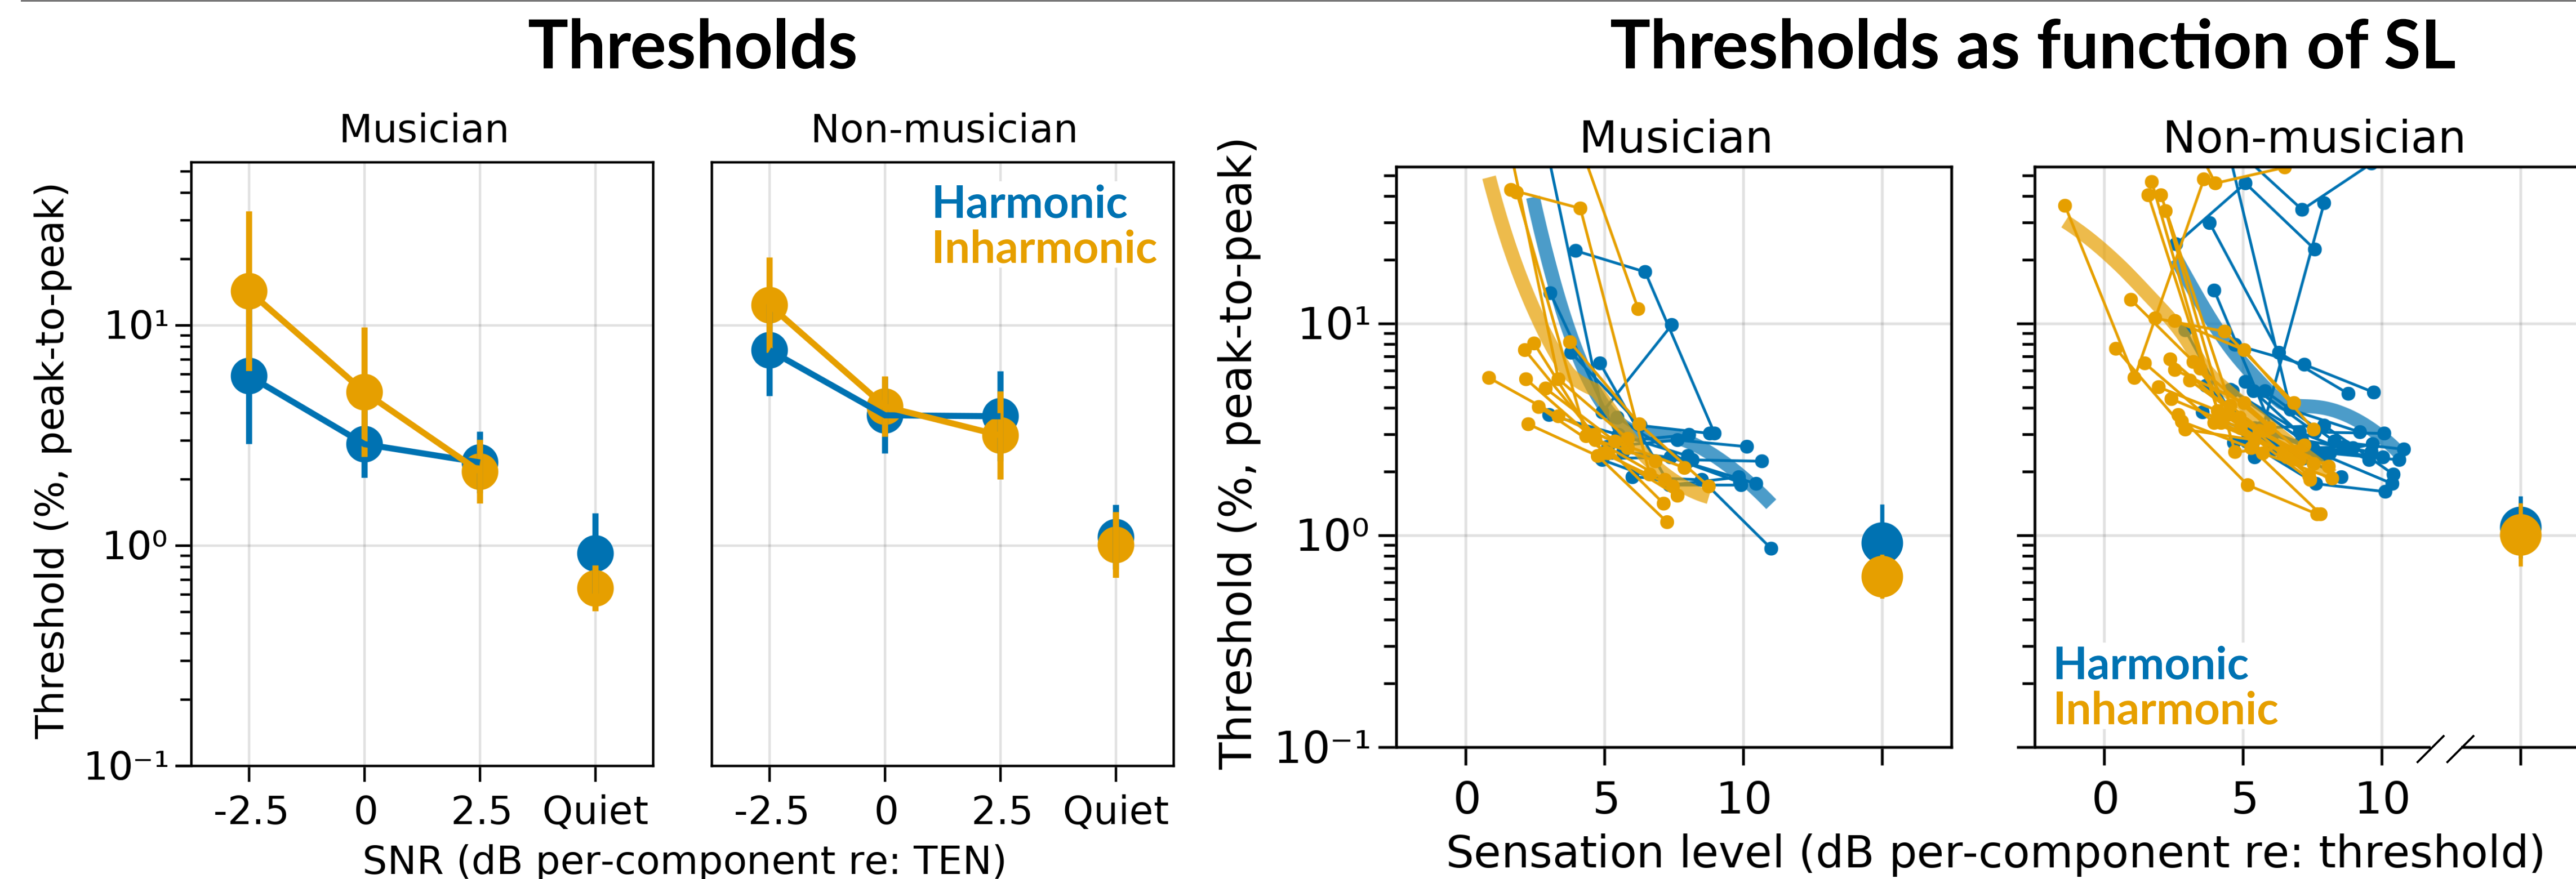 Thresholds
Musician
Non-musician
Harmonic
Inharmonic
Threshold (%, peak-to-peak)
10¹
10⁰
10⁻¹
-2.5 0 2.5 Quiet
-2.5 0 2.5 Quiet
SNR (dB per-component re: TEN)
Thresholds as function of SL
Musician
Non-musician
Threshold (%, peak-to-peak)
10¹
10⁰
10⁻¹
Harmonic
Inharmonic
0 5 10
0 5 10
Sensation level (dB per-component re: threshold)